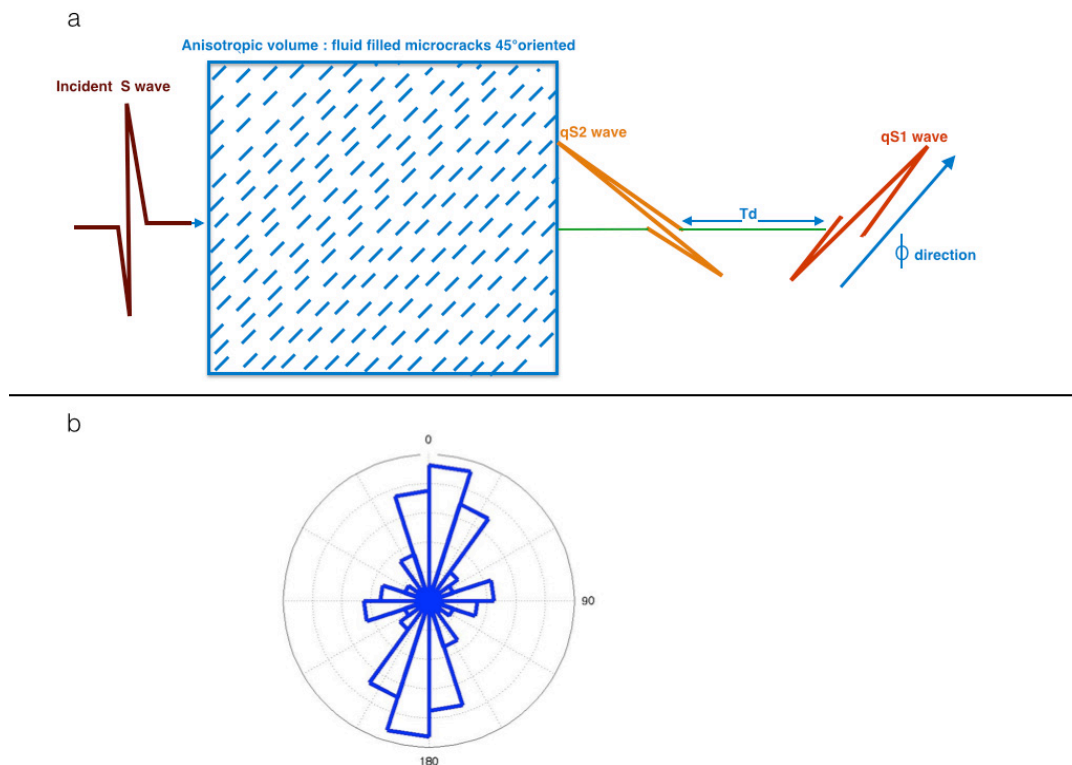 a
Anisotropic volume : fluid filled microcracks 45°oriented
Incident S wave
qS2 wave
qS1 wave
Td
ϕ direction
b
0
90
180